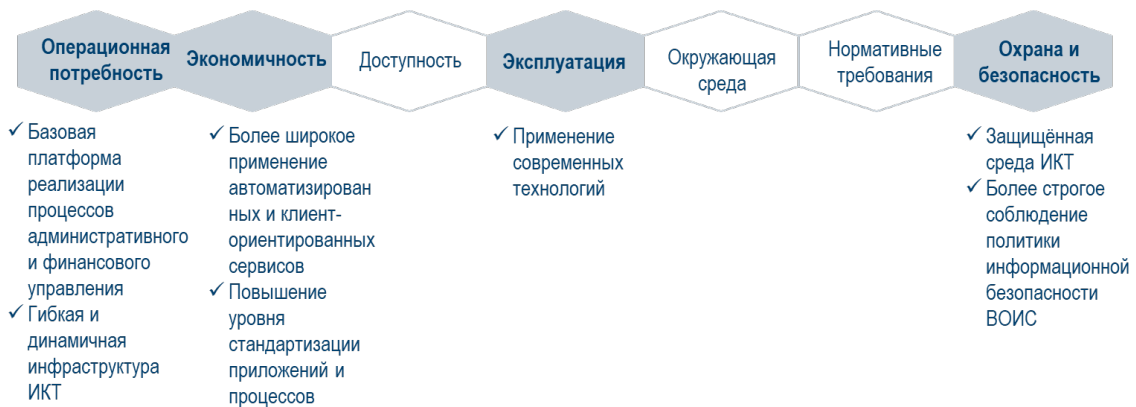 Операционная
потребность
Экономичность
Доступность
Эксплуатация
Окружающая
среда
Нормативные
требования
Охрана и
безопасность
✓ Базовая
платформа
реализации
процессов
административного
и финансового
управления
✓ Гибкая и
динамичная
инфраструктура
ИКТ
✓ Более широкое
применение
автоматизирован
ных и клиент-
ориентированных
сервисов
✓ Повышение
уровня
стандартизации
приложений и
процессов
✓ Применение
современных
технологий
✓ Защищённая
среда ИКТ
✓ Более строгое
соблюдение
политики
информационной
безопасности
ВОИС